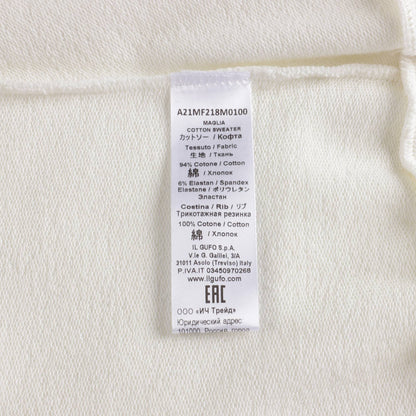 A21MF218M0100
MAGLIA
COTTON SWEATER
カットソー / Кофта
Tessuto / Fabric
生地 / Ткань
94% Cotone / Cotton
綿 / Хлопок
6% Elastan / Spandex
Elastane / ポリウレタン
Эластан
Costina / Rib / リブ
Трикотажная резинка
100% Cotone / Cotton
綿 / Хлопок
IL GUFO S.p.A.
V.le G. Galilei, 3/B
31011 Asolo (Treviso) Italy
P.IVA.IT 03450970268
www.ilgufo.com
EAC
ООО «ИЧ Трейд»
Юридический адрес
101000, Россия, город